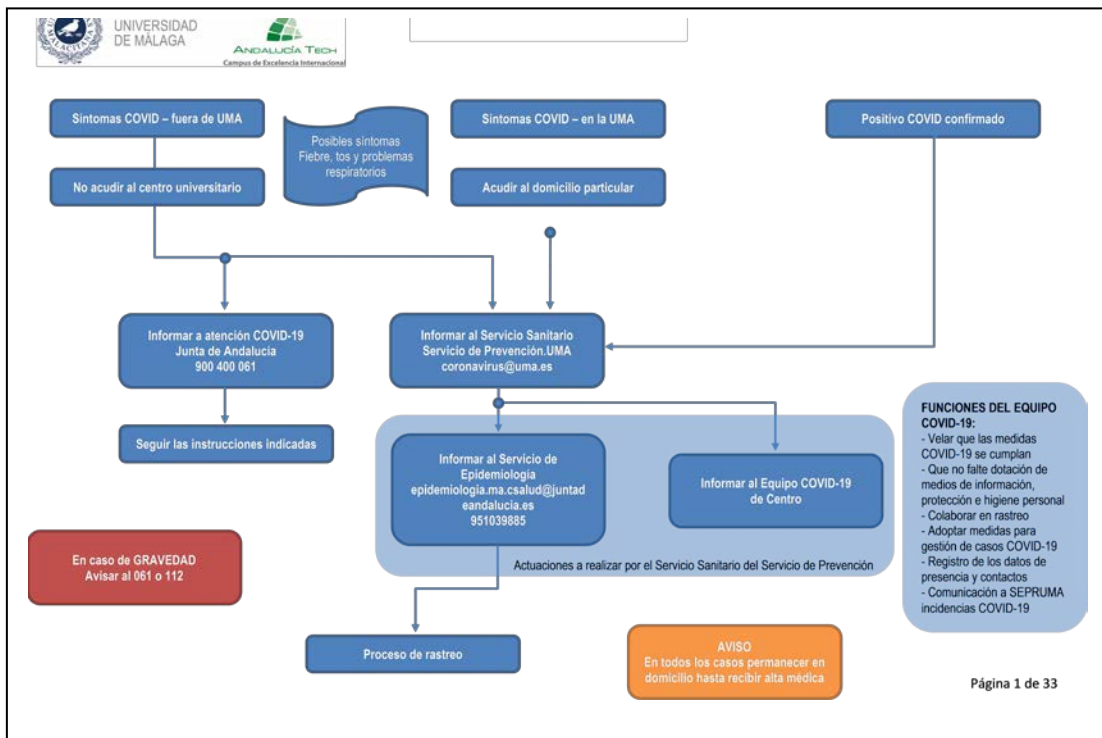 UNIVERSIDAD
DE MÁLAGA
ANDALUCÍA TECH
Campus de Excelencia Internacional
Síntomas COVID – fuera de UMA
Posibles síntomas
Fiebre, tos y problemas
respiratorios
Síntomas COVID – en la UMA
Positivo COVID confirmado
No acudir al centro universitario
Acudir al domicilio particular
Informar a atención COVID-19
Junta de Andalucía
900 400 061
Informar al Servicio Sanitario
Servicio de Prevención.UMA
coronavirus@uma.es
Seguir las instrucciones indicadas
Informar al Servicio de
Epidemiología
epidemiologia.ma.csalud@juntad
eandalucia.es
951039885
Informar al Equipo COVID-19
de Centro
Actuaciones a realizar por el Servicio Sanitario del Servicio de Prevención
FUNCIONES DEL EQUIPO
COVID-19:
- Velar que las medidas
COVID-19 se cumplan
- Que no falte dotación de
medios de información,
protección e higiene personal
- Colaborar en rastreo
- Adoptar medidas para
gestión de casos COVID-19
- Registro de los datos de
presencia y contactos
- Comunicación a SEPRUMA
incidencias COVID-19
En caso de GRAVEDAD
Avisar al 061 o 112
Proceso de rastreo
AVISO
En todos los casos permanecer en
domicilio hasta recibir alta médica
Página 1 de 33